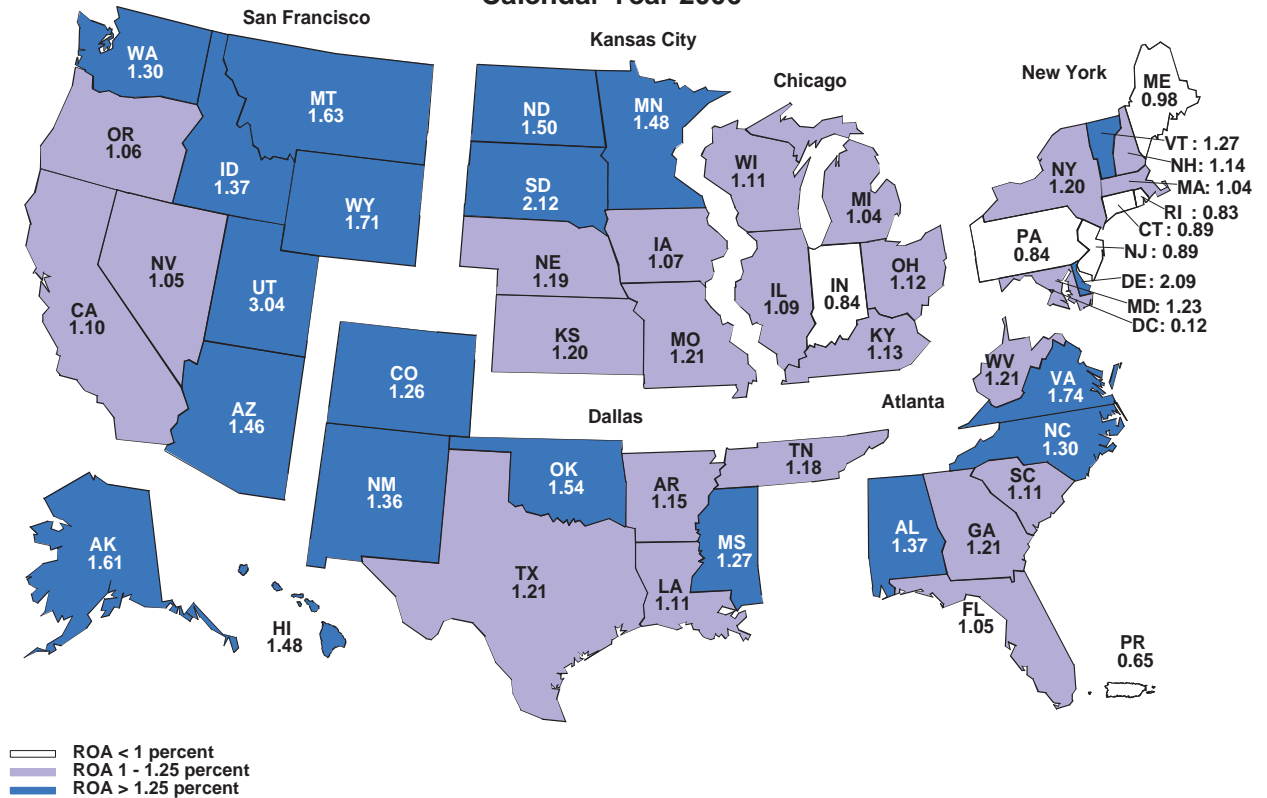 Calendar Year
San Francisco
Kansas City
Chicago
New York
Dallas
Atlanta
WA
1.30
MT
1.63
OR
1.06
ID
1.37
WY
1.71
NV
1.05
UT
3.04
CA
1.10
AZ
1.46
AK
1.61
HI
1.48
ND
1.50
MN
1.48
SD
2.12
NE
1.19
IA
1.07
KS
1.20
MO
1.21
CO
1.26
NM
1.36
OK
1.54
TX
1.21
AR
1.15
LA
1.11
MS
1.27
TN
1.18
WI
1.11
MI
1.04
IL
1.09
IN
0.84
OH
1.12
KY
1.13
ME
0.98
VT : 1.27
NH: 1.14
MA: 1.04
RI : 0.83
CT : 0.89
NJ : 0.89
DE: 2.09
MD: 1.23
DC: 0.12
NY
1.20
PA
0.84
WV
1.21
VA
1.74
NC
1.30
SC
1.11
AL
1.37
GA
1.21
FL
1.05
PR
0.65
ROA < 1 percent
ROA 1 - 1.25 percent
ROA > 1.25 percent